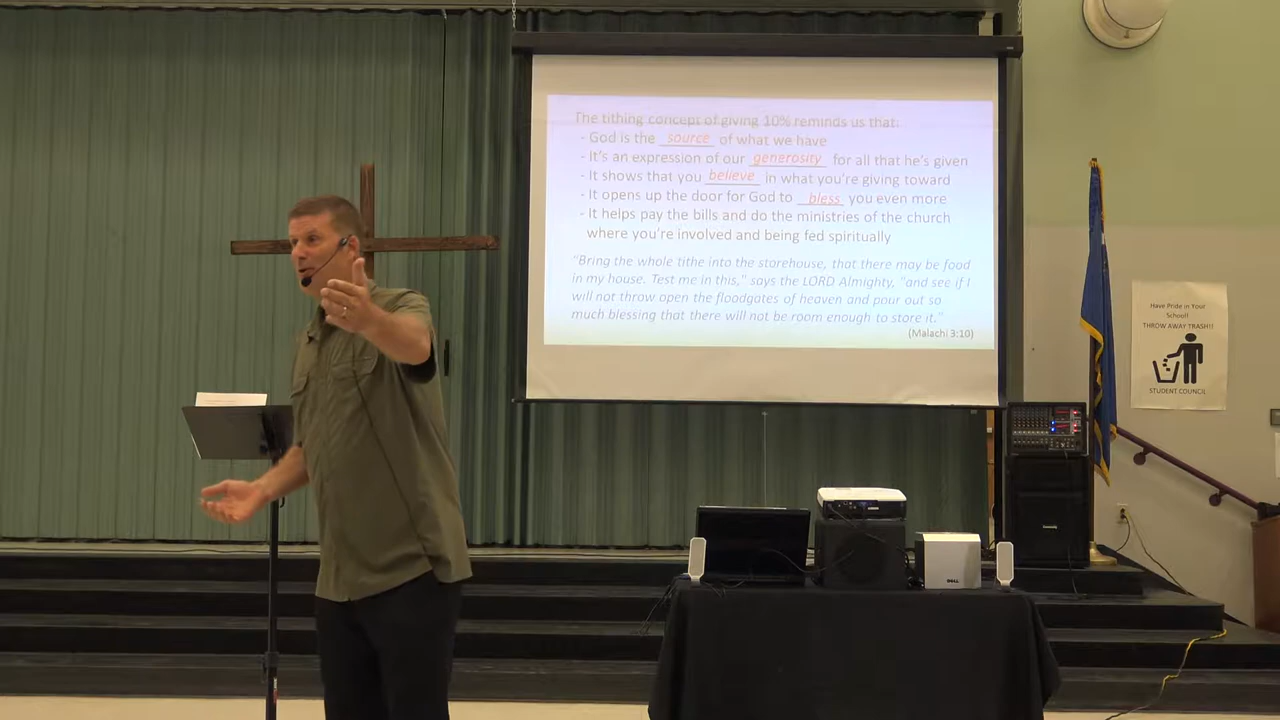 The tithing concept of giving 10% reminds us that:
- God is the source of what we have
- It's an expression of our generosity for all that he's given
- It shows that you believe in what you're giving toward
- It opens up the door for God to bless you even more
- It helps pay the bills and do the ministries of the church
where you're involved and being fed spiritually
"Bring the whole tithe into the storehouse, that there may be food
in my house. Test me in this," says the LORD Almighty, "and see if I
will not throw open the floodgates of heaven and pour out so
much blessing that there will not be room enough to store it."
(Malachi 3:10)
Have Pride in Your
School!
THROW AWAY TRASH!!
STUDENT COUNCIL
DELL